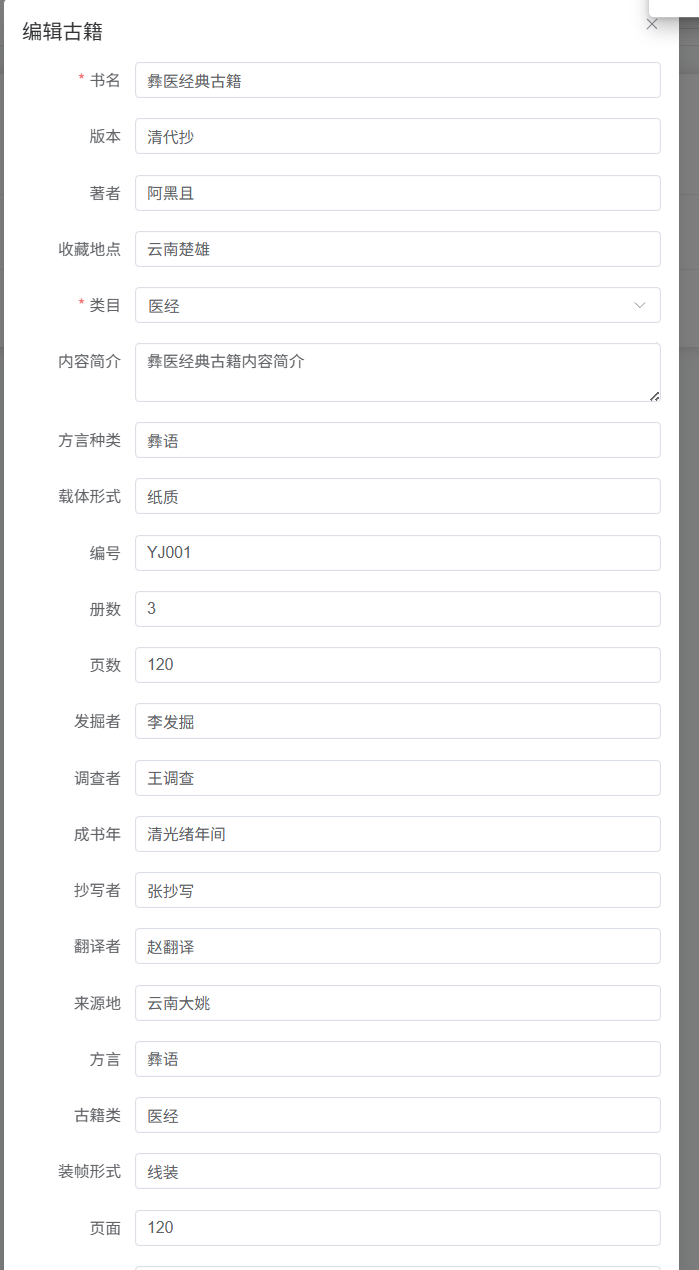 编辑古籍
* 书名 彝医经典古籍
版本 清代抄
著者 阿黑且
收藏地点 云南楚雄
* 类目 医经
内容简介 彝医经典古籍内容简介
方言种类 彝语
载体形式 纸质
编号 YJ001
册数 3
页数 120
发掘者 李发掘
调查者 王调查
成书年 清光绪年间
抄写者 张抄写
翻译者 赵翻译
来源地 云南大姚
方言 彝语
古籍类 医经
装帧形式 线装
页面 120